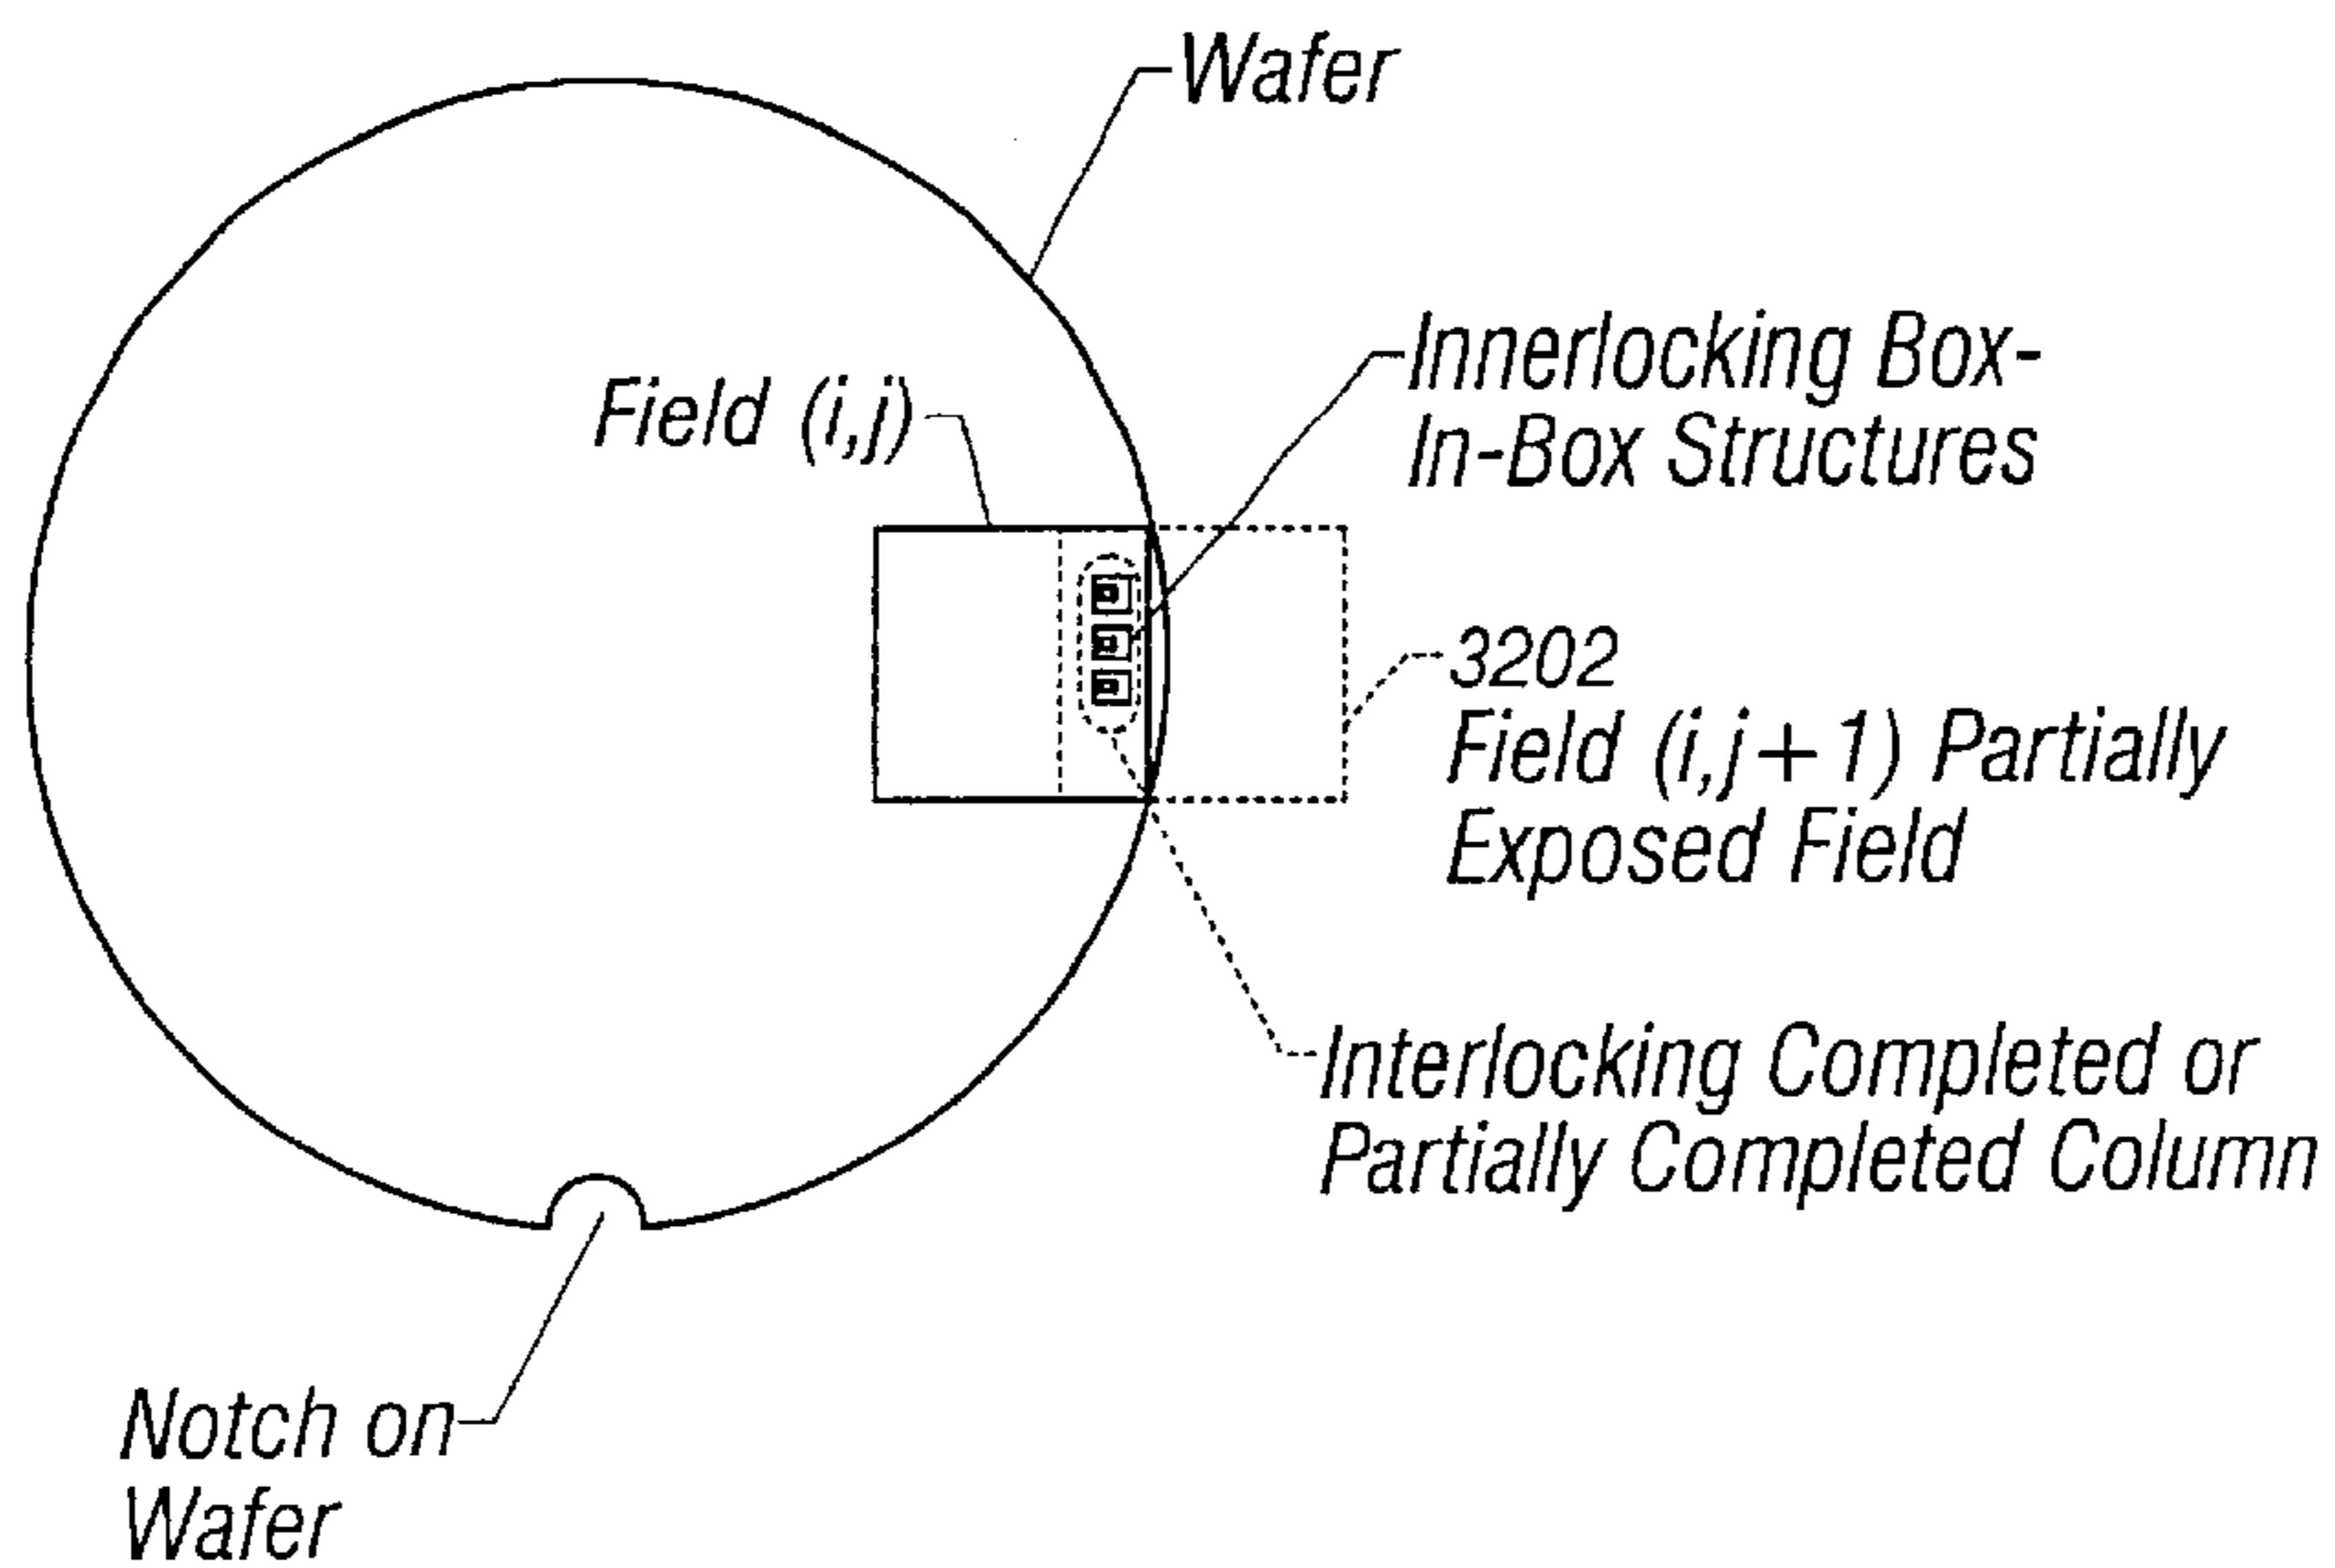 Wafer
Innerlocking Box-
In-Box Structures
Field (i,j)
3202
Field (i,j+1) Partially
Exposed Field
Interlocking Completed or
Partially Completed Column
Notch on
Wafer